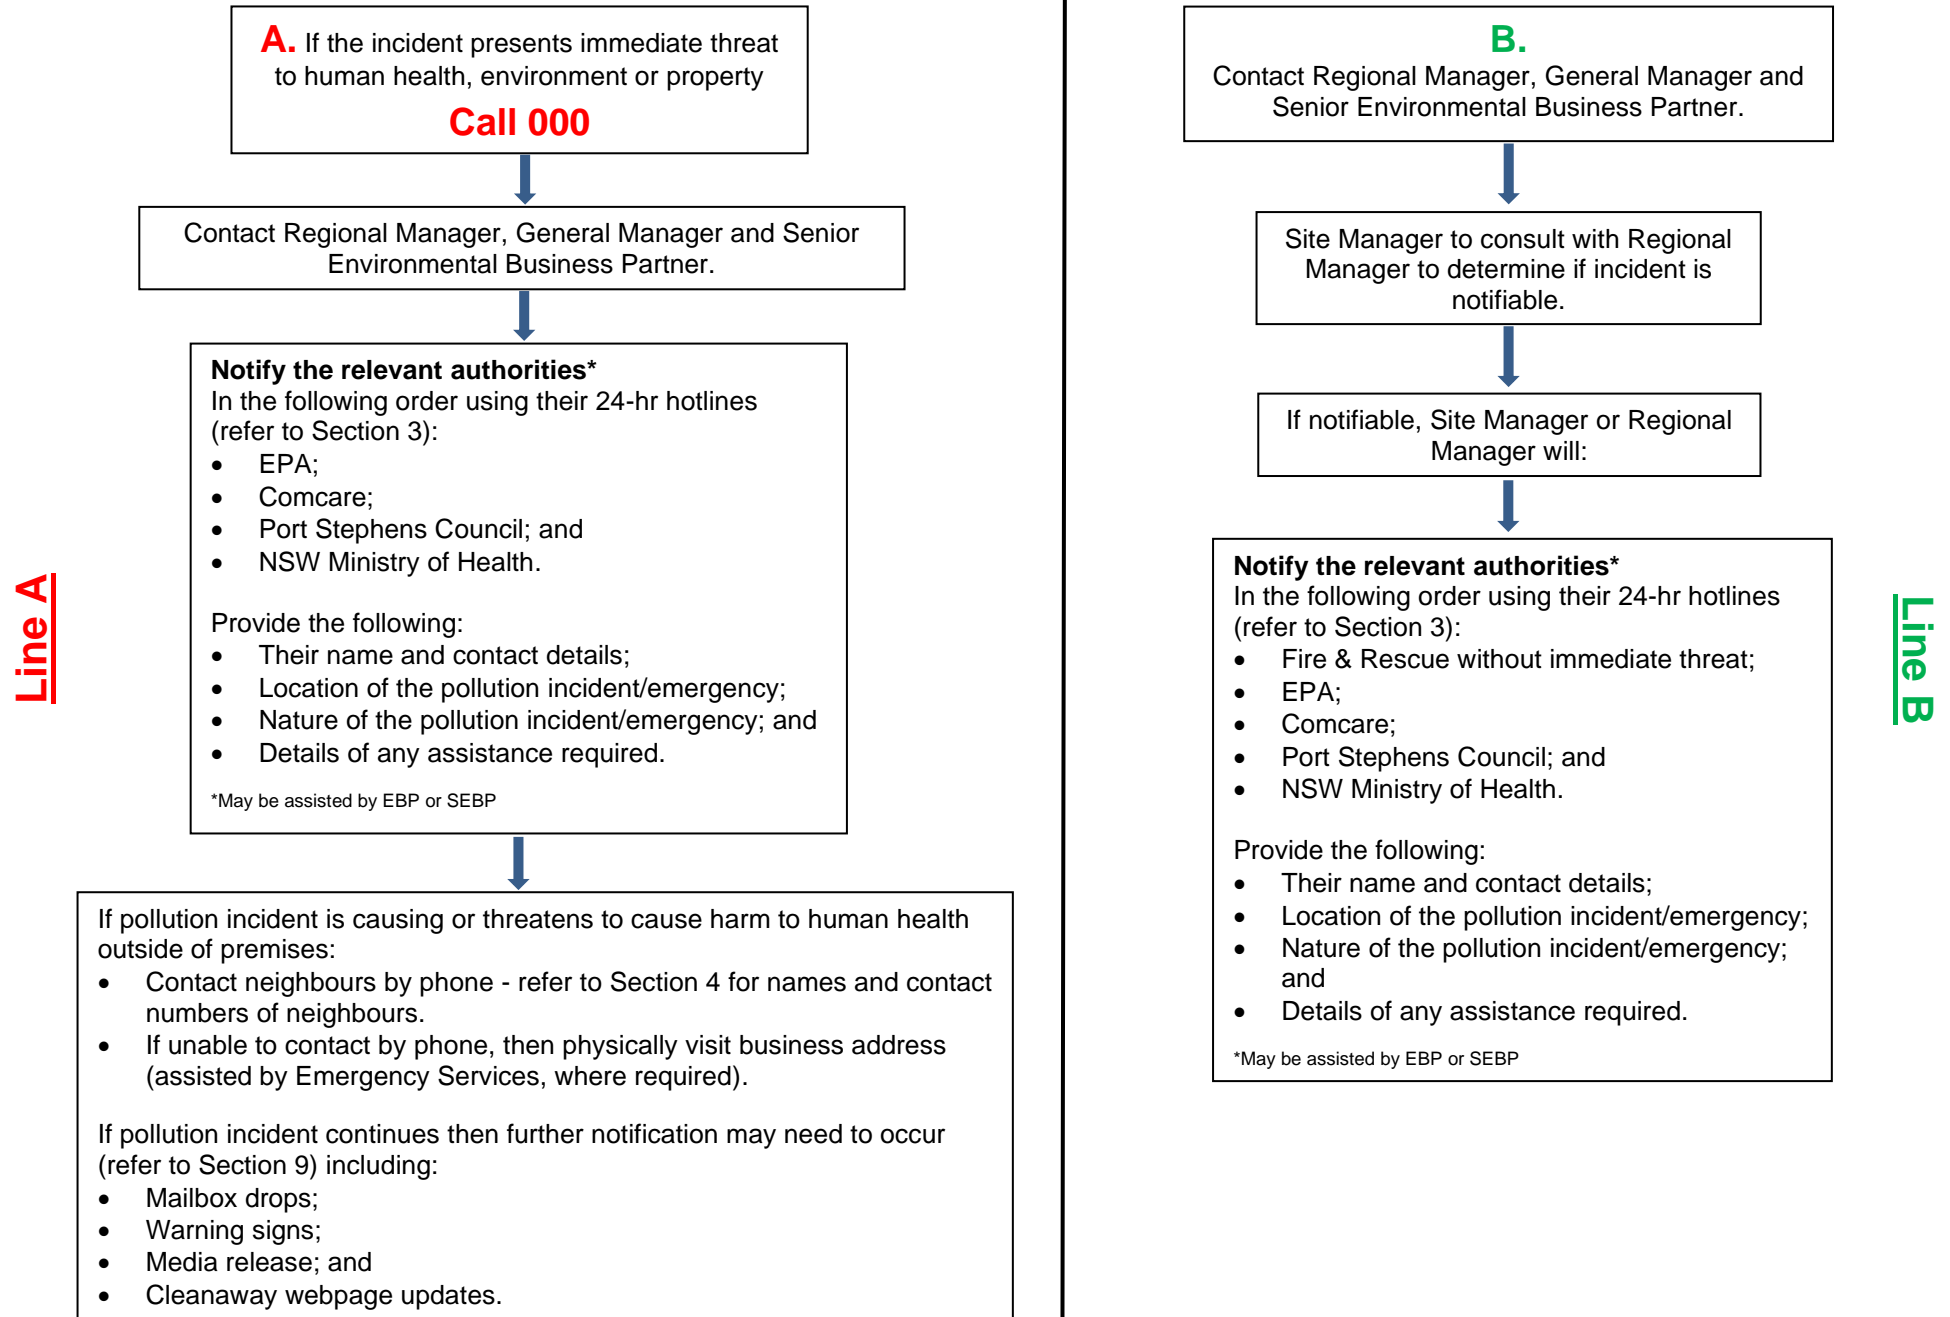 A. If the incident presents immediate threat
to human health, environment or property
Call 000
Contact Regional Manager, General Manager and Senior
Environmental Business Partner.
Notify the relevant authorities*
In the following order using their 24-hr hotlines
(refer to Section 3):
• EPA;
• Comcare;
• Port Stephens Council; and
• NSW Ministry of Health.
Provide the following:
• Their name and contact details;
• Location of the pollution incident/emergency;
• Nature of the pollution incident/emergency; and
• Details of any assistance required.
*May be assisted by EBP or SEBP
If pollution incident is causing or threatens to cause harm to human health
outside of premises:
• Contact neighbours by phone - refer to Section 4 for names and contact
numbers of neighbours.
• If unable to contact by phone, then physically visit business address
(assisted by Emergency Services, where required).
If pollution incident continues then further notification may need to occur
(refer to Section 9) including:
• Mailbox drops;
• Warning signs;
• Media release; and
• Cleanaway webpage updates.
Line A
B.
Contact Regional Manager, General Manager and
Senior Environmental Business Partner.
Site Manager to consult with Regional
Manager to determine if incident is
notifiable.
If notifiable, Site Manager or Regional
Manager will:
Notify the relevant authorities*
In the following order using their 24-hr hotlines
(refer to Section 3):
• Fire & Rescue without immediate threat;
• EPA;
• Comcare;
• Port Stephens Council; and
• NSW Ministry of Health.
Provide the following:
• Their name and contact details;
• Location of the pollution incident/emergency;
• Nature of the pollution incident/emergency;
and
• Details of any assistance required.
*May be assisted by EBP or SEBP
Line B